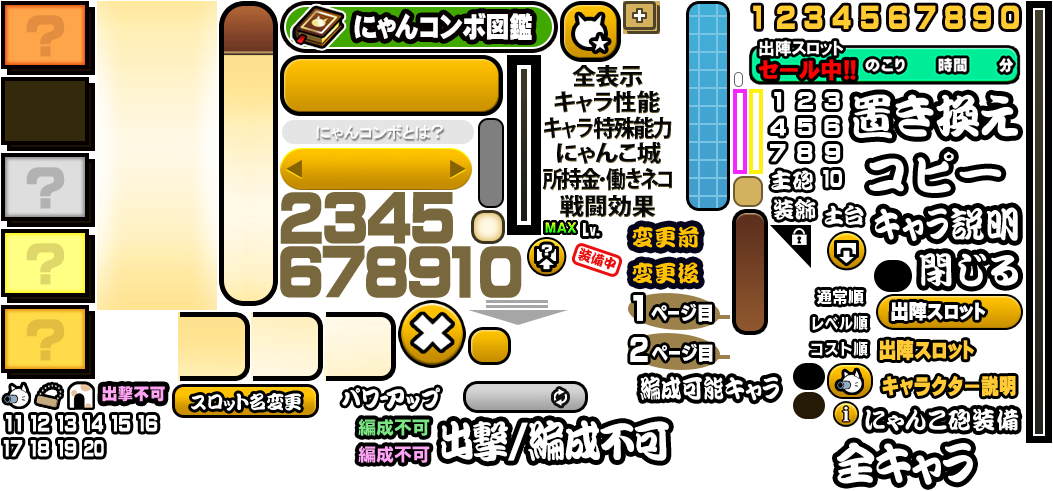 ?
?
?
?
にゃんコンボ図鑑
にゃんコンボとは?
2345
678910
全表示
キャラ性能
キャラ特殊能力
にゃんこ城
所持金・働きネコ
戦闘効果
MAX Lv.
?
装備中
変更前
変更後
1ページ目
2ページ目
編成可能キャラ
1234567890
出陣スロット
セール中!! のこり 時間 分
1 2 3
4 5 6
7 8 9
主砲 10
装飾
土台
置き換え
コピー
キャラ説明
閉じる
通常順
レベル順
コスト順
出陣スロット
出陣スロット
キャラクター説明
i
にゃんこ砲装備
全キャラ
出撃不可
11 12 13 14 15 16
17 18 19 20
スロット名変更
パワーアップ
編成不可
編成不可
出撃/編成不可